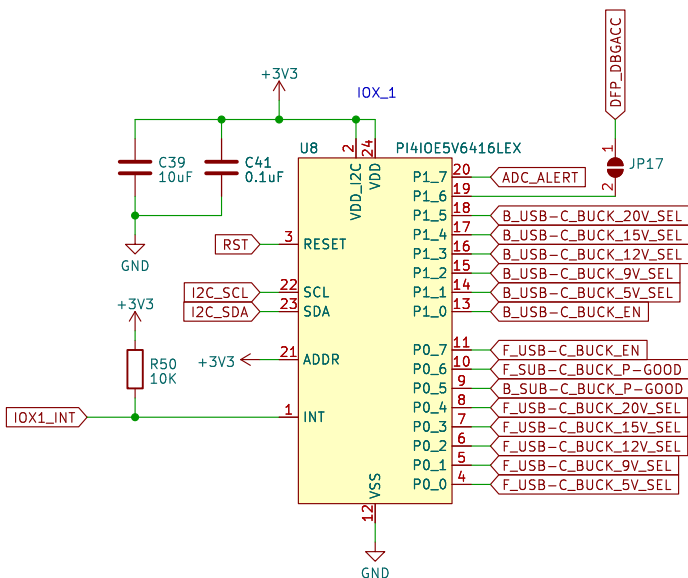 DFP_DBGACC
+3V3
IOX_1
U8
PI4IOE5V6416LEX
C39
10uF
C41
0.1uF
GND
2
24
VDD_I2C
VDD
1
JP17
2
P1_7
20
ADC_ALERT
P1_6
19
P1_5
18
B_USB-C_BUCK_20V_SEL
P1_4
17
B_USB-C_BUCK_15V_SEL
RST
3
RESET
P1_3
16
B_USB-C_BUCK_12V_SEL
P1_2
15
B_USB-C_BUCK_9V_SEL
I2C_SCL
22
SCL
P1_1
14
B_USB-C_BUCK_5V_SEL
I2C_SDA
23
SDA
P1_0
13
B_USB-C_BUCK_EN
+3V3
R50
10K
P0_7
11
F_USB-C_BUCK_EN
+3V3
21
ADDR
P0_6
10
F_SUB-C_BUCK_P-GOOD
P0_5
9
B_SUB-C_BUCK_P-GOOD
P0_4
8
F_USB-C_BUCK_20V_SEL
IOX1_INT
1
INT
P0_3
7
F_USB-C_BUCK_15V_SEL
P0_2
6
F_USB-C_BUCK_12V_SEL
P0_1
5
F_USB-C_BUCK_9V_SEL
P0_0
4
F_USB-C_BUCK_5V_SEL
VSS
12
GND